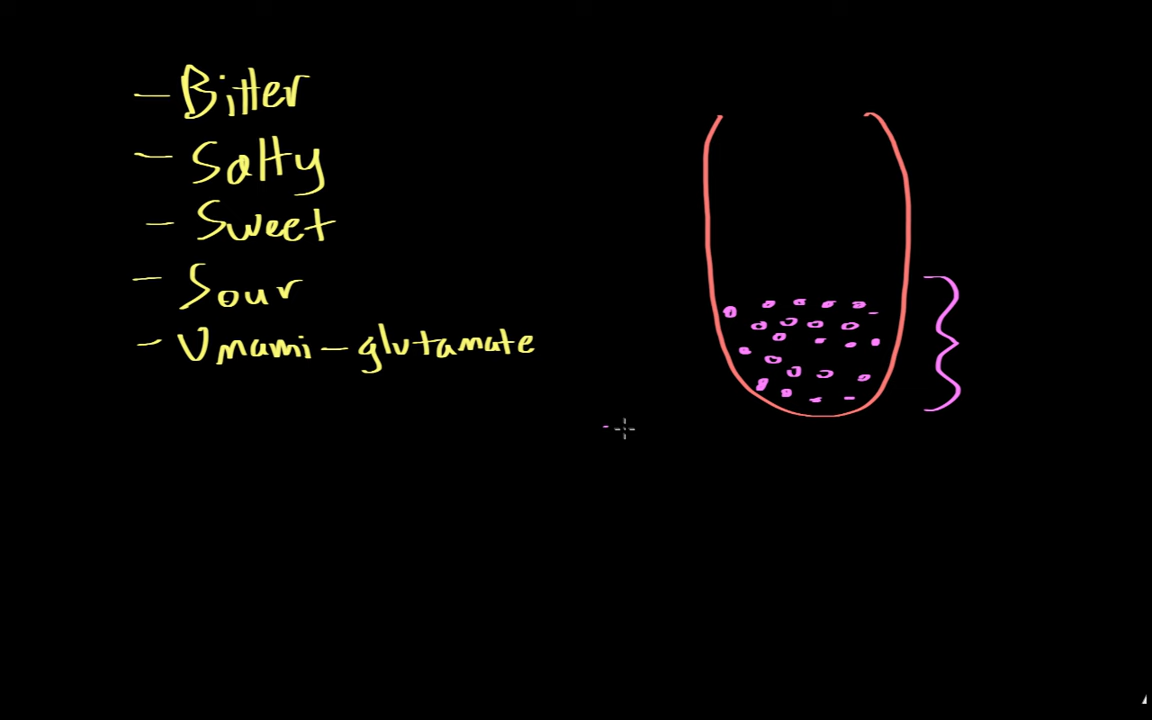 - Bitter
- Salty
- Sweet
- Sour
- Umami - glutamate